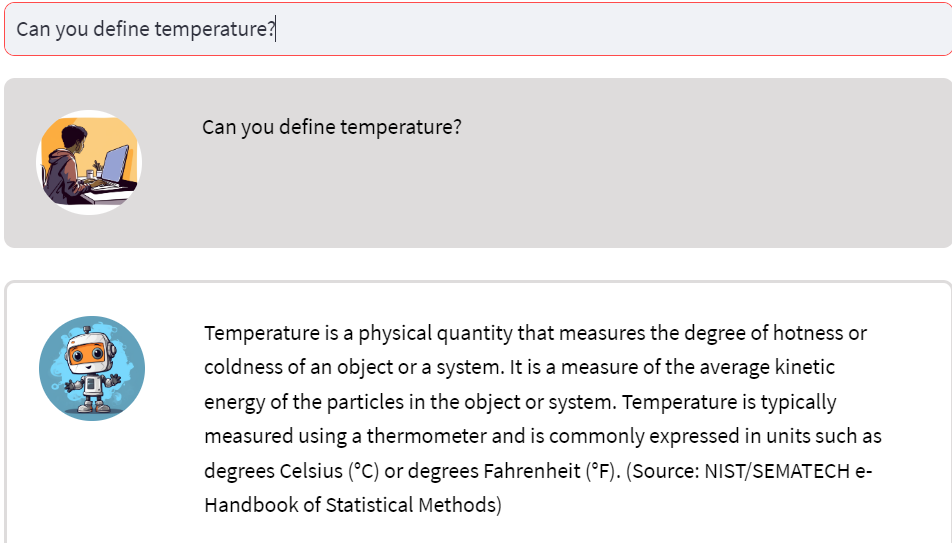 Can you define temperature?
Can you define temperature?
Temperature is a physical quantity that measures the degree of hotness or
coldness of an object or a system. It is a measure of the average kinetic
energy of the particles in the object or system. Temperature is typically
measured using a thermometer and is commonly expressed in units such as
degrees Celsius (°C) or degrees Fahrenheit (°F). (Source: NIST/SEMATECH e-
Handbook of Statistical Methods)